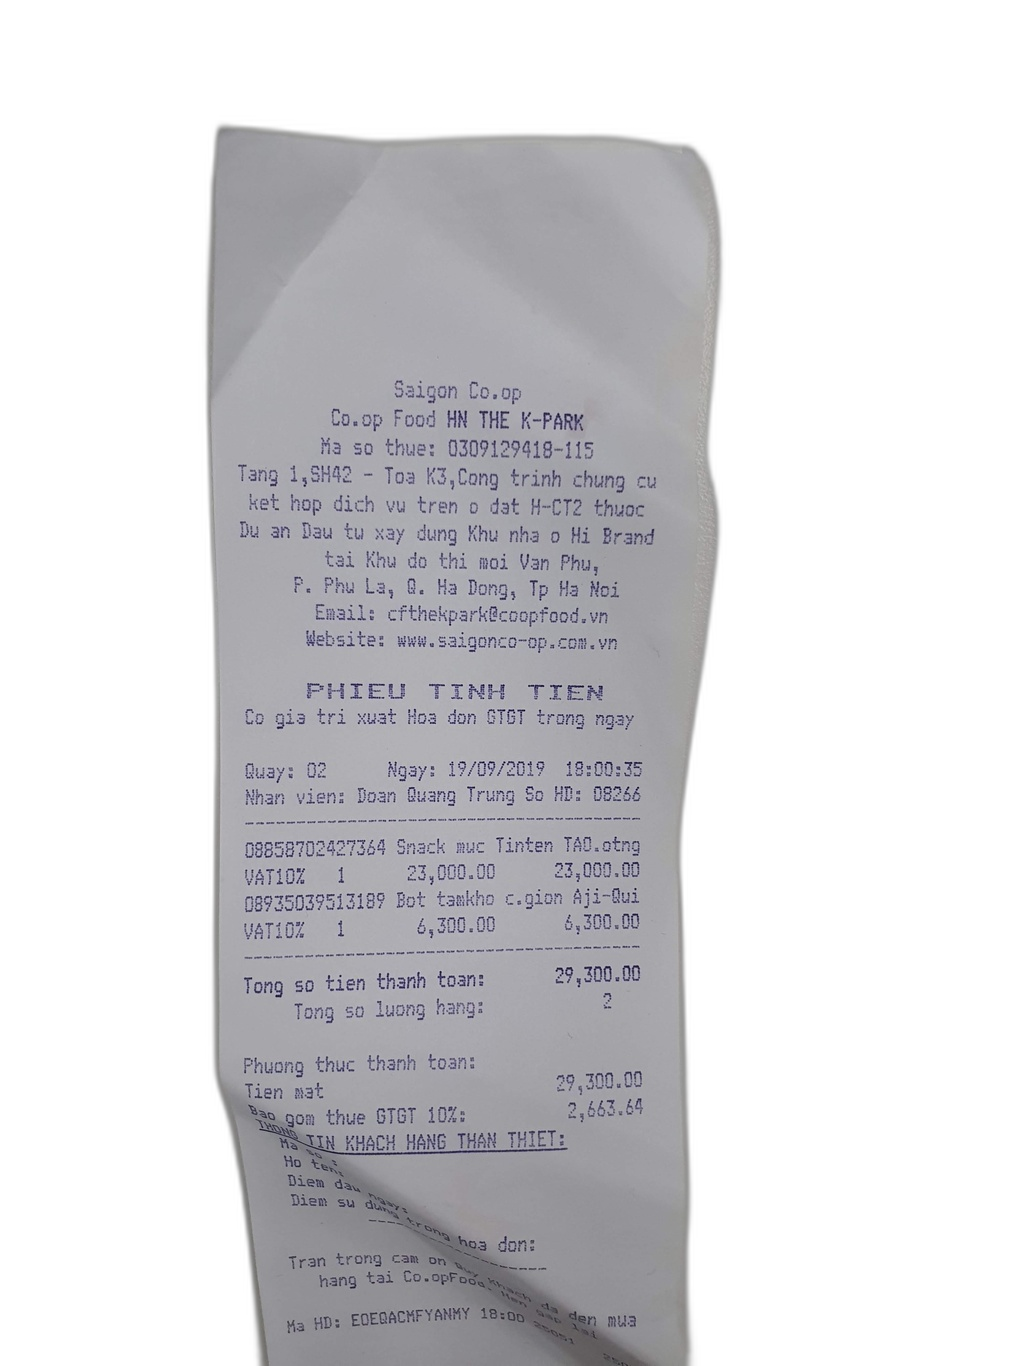 Saigon Co.op
Co.op Food HN THE K-PARK
Ma so thue: 0309129418-115
Tang 1,SH42 - Toa K3,Cong trinh chung cu
ket hop dich vu tren o dat H-CT2 thuoc
Du an Dau tu xay dung Khu nha o Hi Brand
tai Khu do thi moi Van Phu,
P. Phu La, Q. Ha Dong, Tp Ha Noi
Email: cfthekpark@coopfood.vn
Website: www.saigonco-op.com.vn
PHIEU TINH TIEN
Co gia tri xuat Hoa don GTGT trong ngay
Quay: 02 Ngay: 19/09/2019 18:00:35
Nhan vien: Doan Quang Trung So HD: 08266
08858702427364 Snack muc Tinten TAO.otng
VAT10% 1 23,000.00 23,000.00
08935039513189 Bot tamkho c.gion Aji-Qui
VAT10% 1 6,300.00 6,300.00
Tong so tien thanh toan: 29,300.00
Tong so luong hang: 2
Phuong thuc thanh toan:
Tien mat 29,300.00
Bao gom thue GTGT 10%: 2,663.64
THONG TIN KHACH HANG THAN THIET:
Ma so :
Ho ten:
Diem dau ngay:
Diem su dung trong hoa don:
Tran trong cam on Quy khach da den mua
hang tai Co.opFood. Hen gap lai
Ma HD: EOEQACMFYANMY 18:00